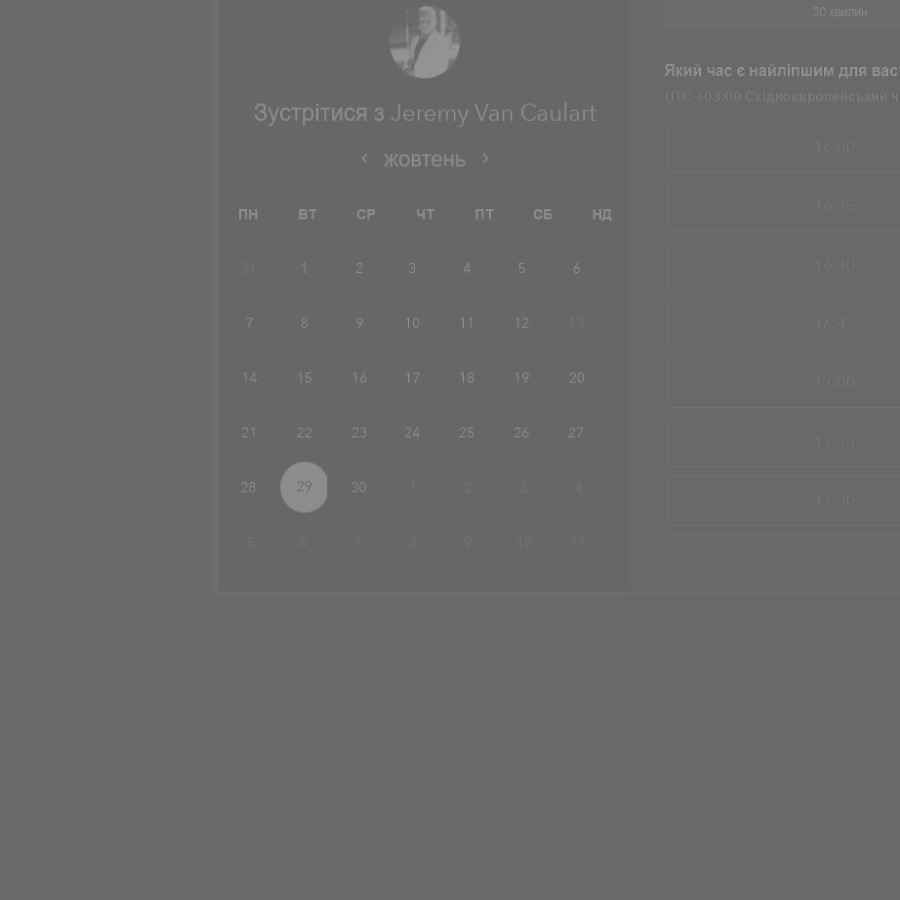 30 хвилин
Який час є найліпшим для вас
UTC +03:00 Східноєвропейський
16:00
16:15
16:30
16:45
17:00
17:15
17:30
Зустрітися з Jeremy Van Caulart
‹ жовтень ›
ПН ВТ СР ЧТ ПТ СБ НД
31 1 2 3 4 5 6
7 8 9 10 11 12 13
14 15 16 17 18 19 20
21 22 23 24 25 26 27
28 29 30 1 2 3 4
5 6 7 8 9 10 11